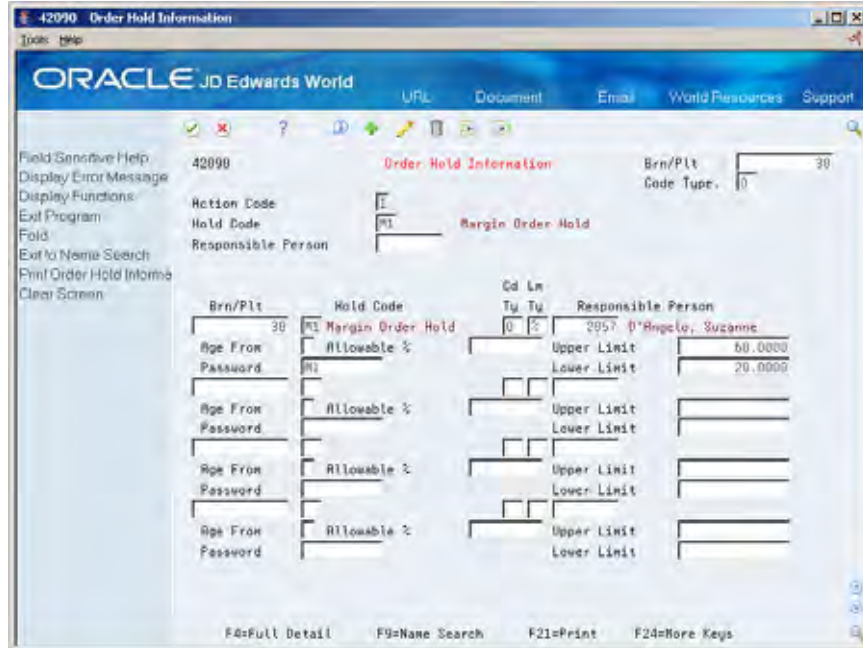 42090 Order Hold Information
Tools Help
ORACLE JD Edwards World
URL Document Email World Resources Support
Field Sensitive Help
Display Error Message
Display Functions
Exit Program
Fold
Exit to Name Search
Print Order Hold Informa
Clear Screen
42090 Order Hold Information Brn/Plt 30
Code Type. O
Action Code I
Hold Code M1 Margin Order Hold
Responsible Person
Cd Lm
Brn/Plt Hold Code Ty Ty Responsible Person
30 M1 Margin Order Hold O % 2057 D'Angelo, Suzanne
Age From Allowable % Upper Limit 60.0000
Password M1 Lower Limit 20.0000
Age From Allowable % Upper Limit
Password Lower Limit
Age From Allowable % Upper Limit
Password Lower Limit
Age From Allowable % Upper Limit
Password Lower Limit
F4=Full Detail F9=Name Search F21=Print F24=More Keys